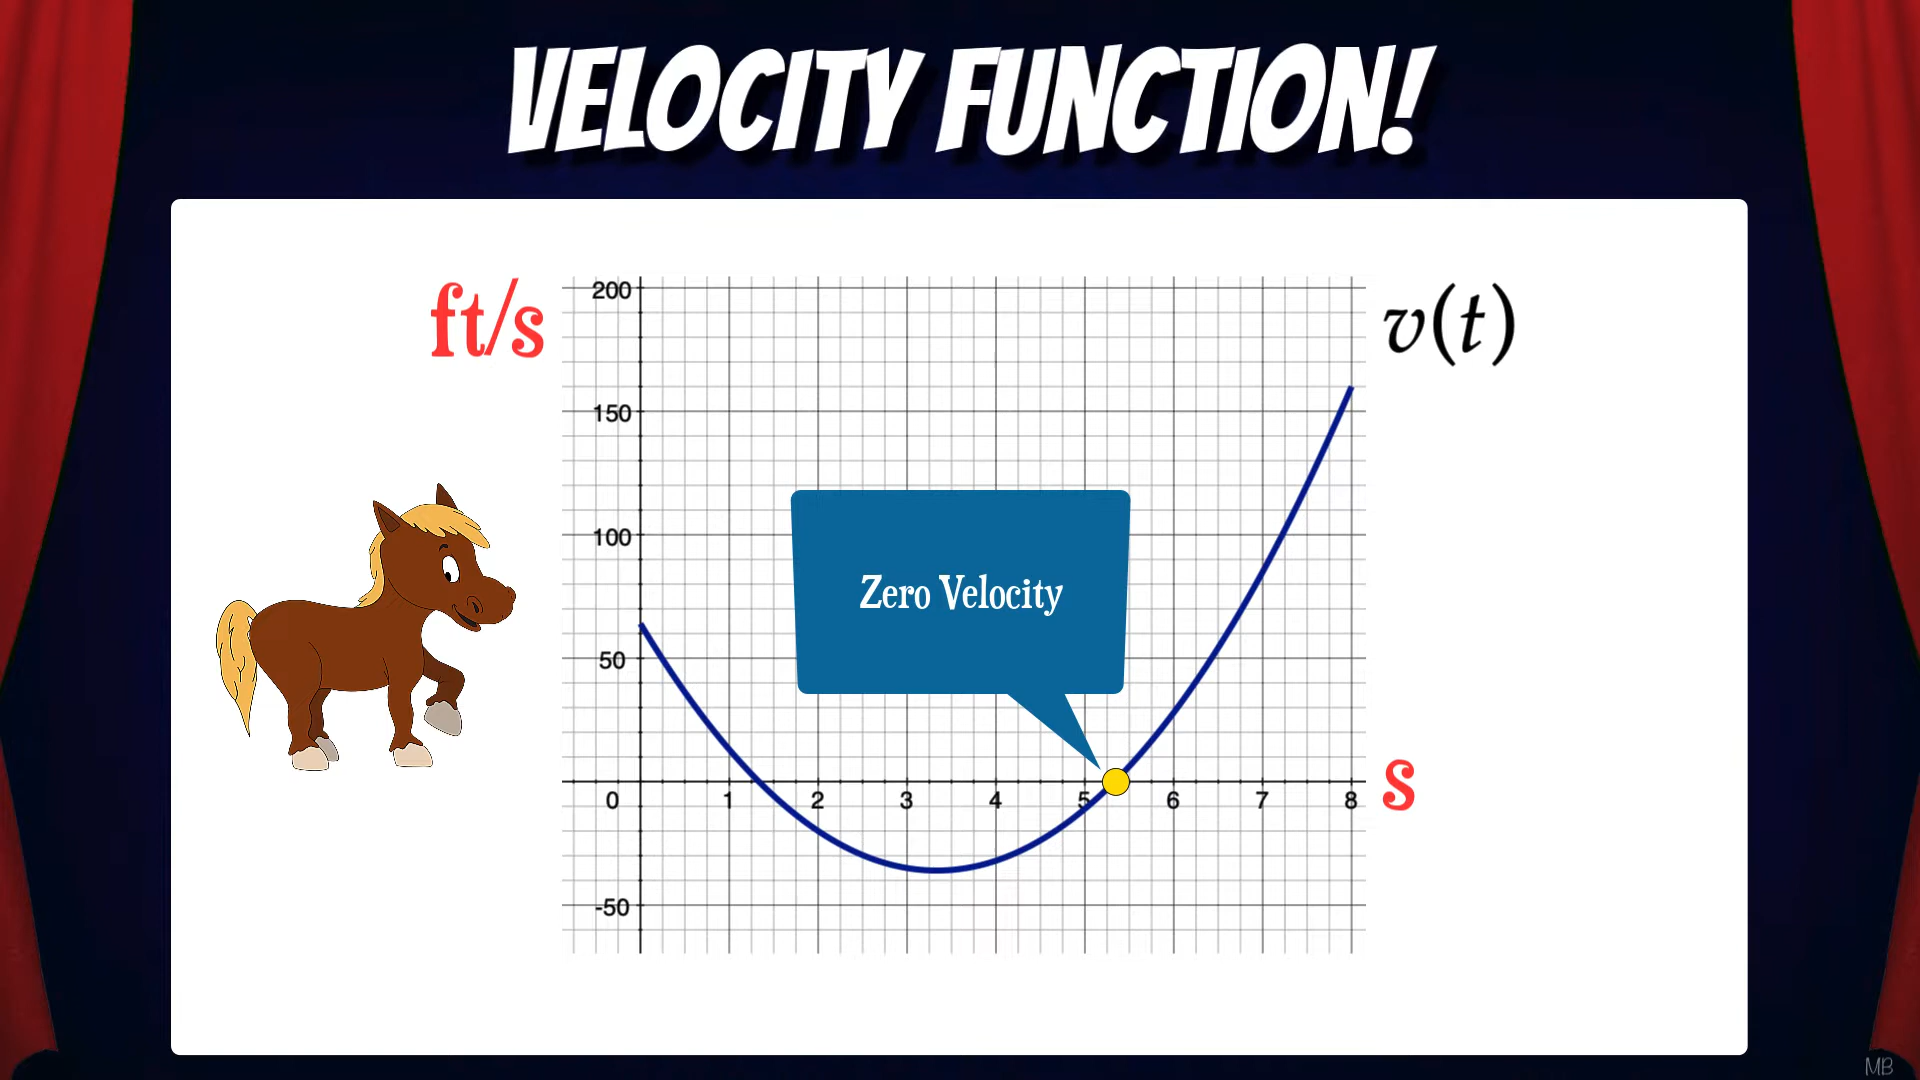 VELOCITY FUNCTION!
ft/s
v(t)
200
150
100
Zero Velocity
50
0 1 2 3 4 5 6 7 8
s
-50
MB